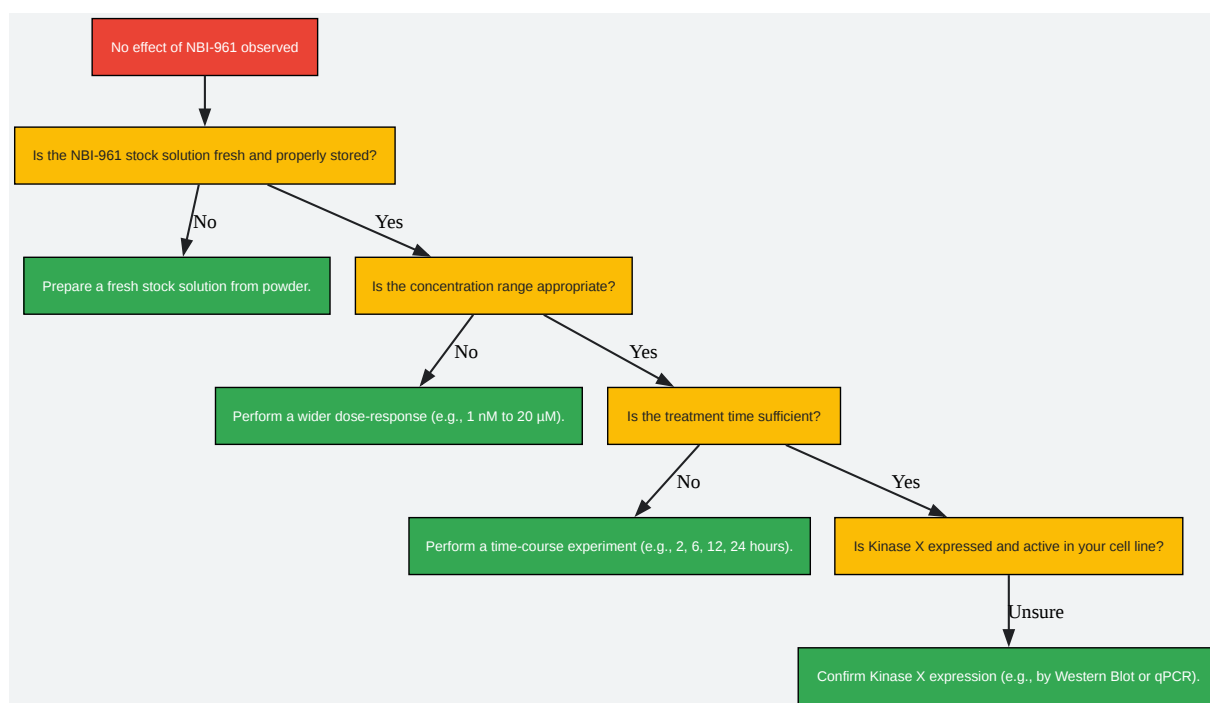 No effect of NBI-961 observed
Is the NBI-961 stock solution fresh and properly stored?
No
Yes
Prepare a fresh stock solution from powder.
Is the concentration range appropriate?
No
Yes
Perform a wider dose-response (e.g., 1 nM to 20 µM).
Is the treatment time sufficient?
No
Yes
Perform a time-course experiment (e.g., 2, 6, 12, 24 hours).
Is Kinase X expressed and active in your cell line?
Unsure
Confirm Kinase X expression (e.g., by Western Blot or qPCR).